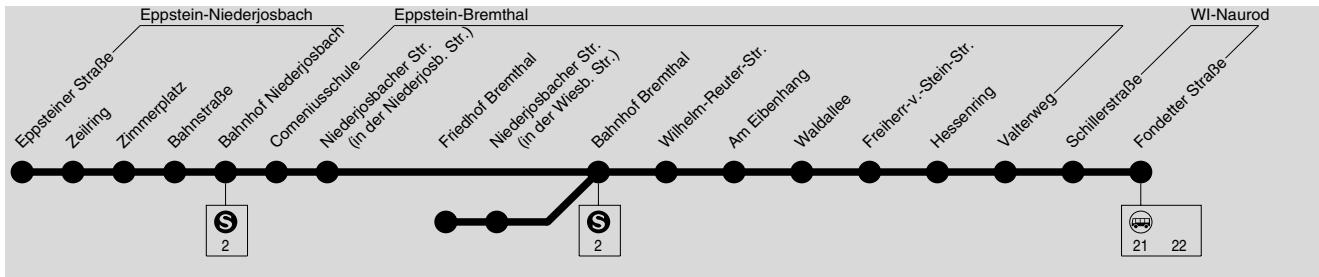 Eppstein-Niederjosbach
Eppstein-Bremthal
WI-Naurod
Eppsteiner Straße
Zeilring
Zimmerplatz
Bahnstraße
Bahnhof Niederjosbach
Comeniusschule
Niederjosbacher Str.
(in der Niederjosb. Str.)
Friedhof Bremthal
Niederjosbacher Str.
(in der Wiesb. Str.)
Bahnhof Bremthal
Wilhelm-Reuter-Str.
Am Eibenhang
Waldallee
Freiherr-v.-Stein-Str.
Hessenring
Valterweg
Schillerstraße
Fondetter Straße
S
2
S
2
21 22